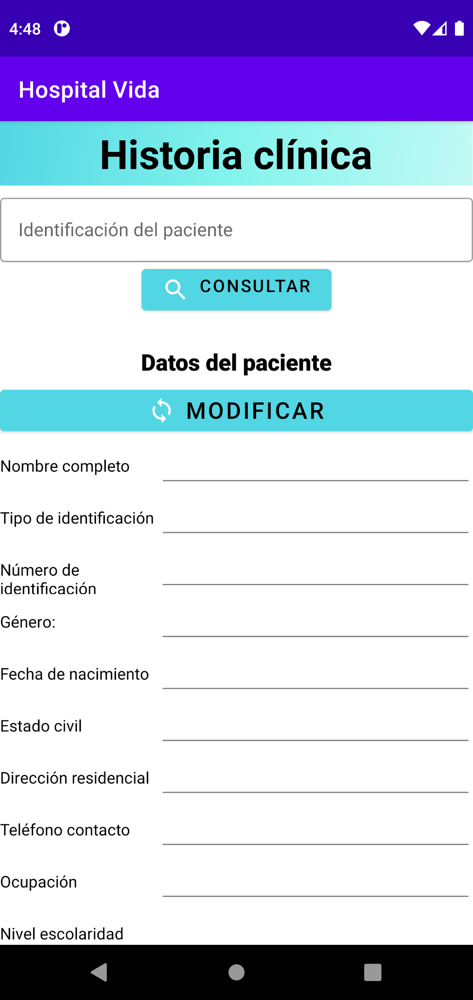 4:48
Hospital Vida
Historia clínica
Identificación del paciente
CONSULTAR
Datos del paciente
MODIFICAR
Nombre completo
Tipo de identificación
Número de
identificación
Género:
Fecha de nacimiento
Estado civil
Dirección residencial
Teléfono contacto
Ocupación
Nivel escolaridad